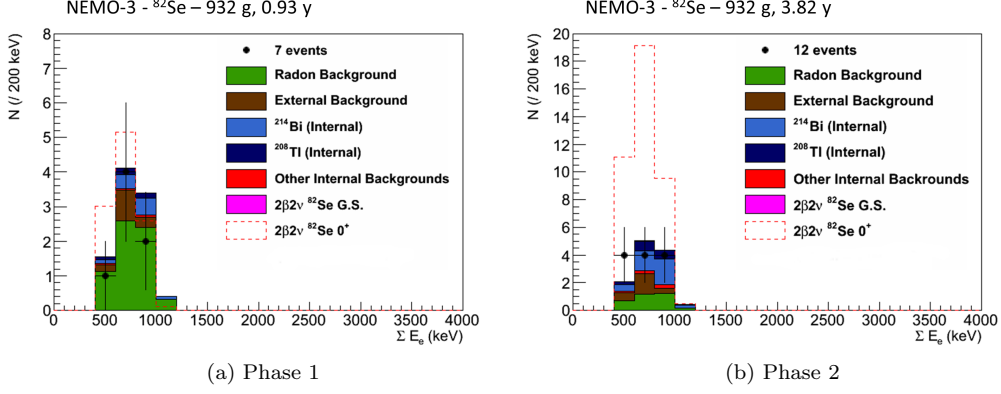 NEMO-3 - ⁸²Se – 932 g, 0.93 y
N (/ 200 keV)
8
7
6
5
4
3
2
1
0
0 500 1000 1500 2000 2500 3000 3500 4000
Σ Eₑ (keV)
7 events
Radon Background
External Background
²¹⁴Bi (Internal)
²⁰⁸Tl (Internal)
Other Internal Backgrounds
2β2ν ⁸²Se G.S.
2β2ν ⁸²Se 0⁺
(a) Phase 1
NEMO-3 - ⁸²Se – 932 g, 3.82 y
N (/ 200 keV)
20
18
16
14
12
10
8
6
4
2
0
0 500 1000 1500 2000 2500 3000 3500 4000
Σ Eₑ (keV)
12 events
Radon Background
External Background
²¹⁴Bi (Internal)
²⁰⁸Tl (Internal)
Other Internal Backrounds
2β2ν ⁸²Se G.S.
2β2ν ⁸²Se 0⁺
(b) Phase 2